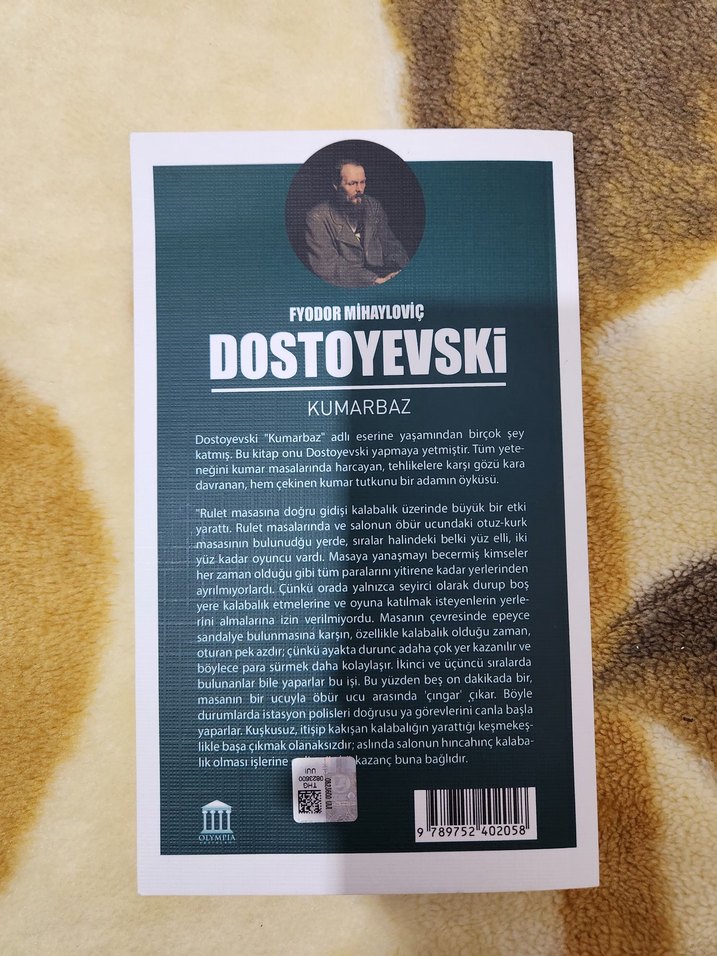 FYODOR MİHAYLOVİÇ
DOSTOYEVSKİ
KUMARBAZ
Dostoyevski "Kumarbaz" adlı eserine yaşamından birçok şey
katmış. Bu kitap onu Dostoyevski yapmaya yetmiştir. Tüm yete-
neğini kumar masalarında harcayan, tehlikelere karşı gözü kara
davranan, hem çekinen kumar tutkunu bir adamın öyküsü.
"Rulet masasına doğru gidişi kalabalık üzerinde büyük bir etki
yarattı. Rulet masalarında ve salonun öbür ucundaki otuz-kurk
masasının bulunudğu yerde, sıralar halindeki belki yüz elli, iki
yüz kadar oyuncu vardı. Masaya yanaşmayı becermiş kimseler
her zaman olduğu gibi tüm paralarını yitirene kadar yerlerinden
ayrılmıyorlardı. Çünkü orada yalnızca seyirci olarak durup boş
yere kalabalık etmelerine ve oyuna katılmak isteyenlerin yerle-
rini almalarına izin verilmiyordu. Masanın çevresinde epeyce
sandalye bulunmasına karşın, özellikle kalabalık olduğu zaman,
oturan pek azdır; çünkü ayakta durunc adaha çok yer kazanılır ve
böylece para sürmek daha kolaylaşır. İkinci ve üçüncü sıralarda
bulunanlar bile yaparlar bu işi. Bu yüzden beş on dakikada bir,
masanın bir ucuyla öbür ucu arasında 'çıngar' çıkar. Böyle
durumlarda istasyon polisleri doğrusu ya görevlerini canla başla
yaparlar. Kuşkusuz, itişip kakışan kalabalığın yarattığı keşmekeş-
likle başa çıkmak olanaksızdır; aslında salonun hıncahınç kalaba-
lık olması işlerine kazanç buna bağlıdır.
THG
0823600
UUI
0823600 UUI
OLYMPIA
9 789752 402058